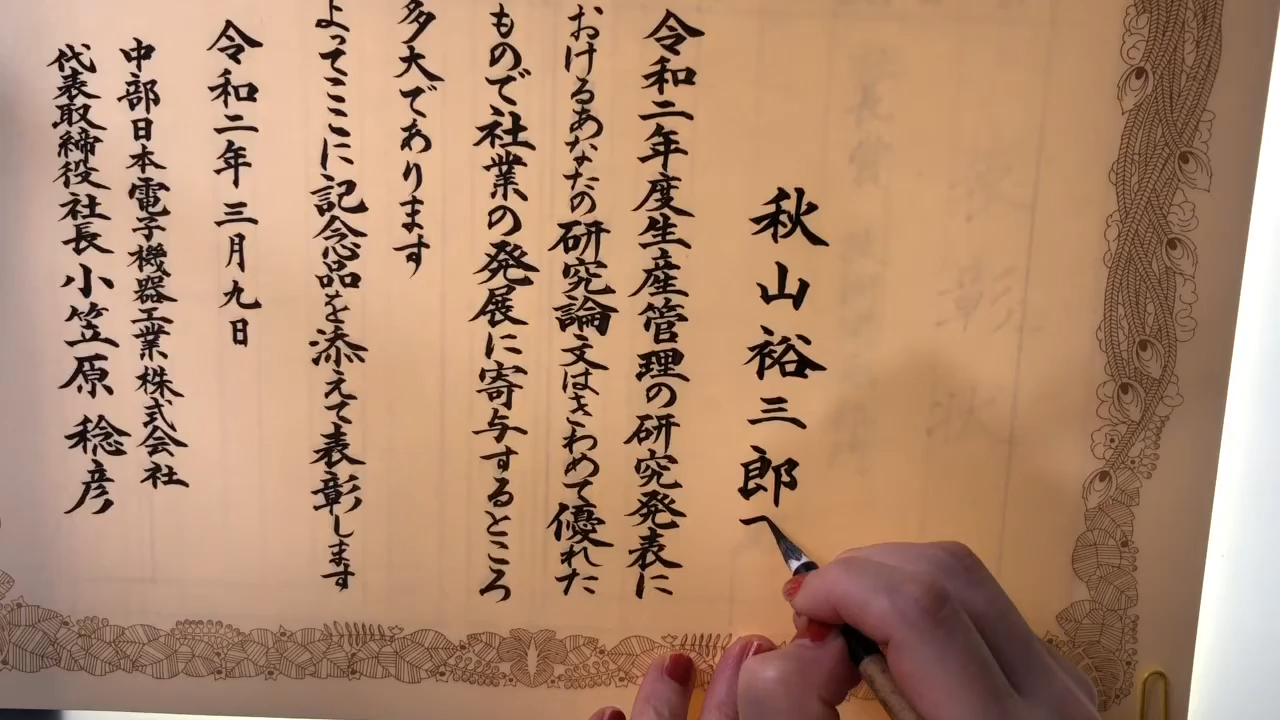 秋山裕三郎
令和二年度生産管理の研究発表に
おけるあなたの研究論文はきわめて優れた
もので社業の発展に寄与するところ
多大であります
よってここに記念品を添えて表彰します
令和二年三月九日
中部日本電子機器工業株式会社
代表取締役社長 小笠原稔彦